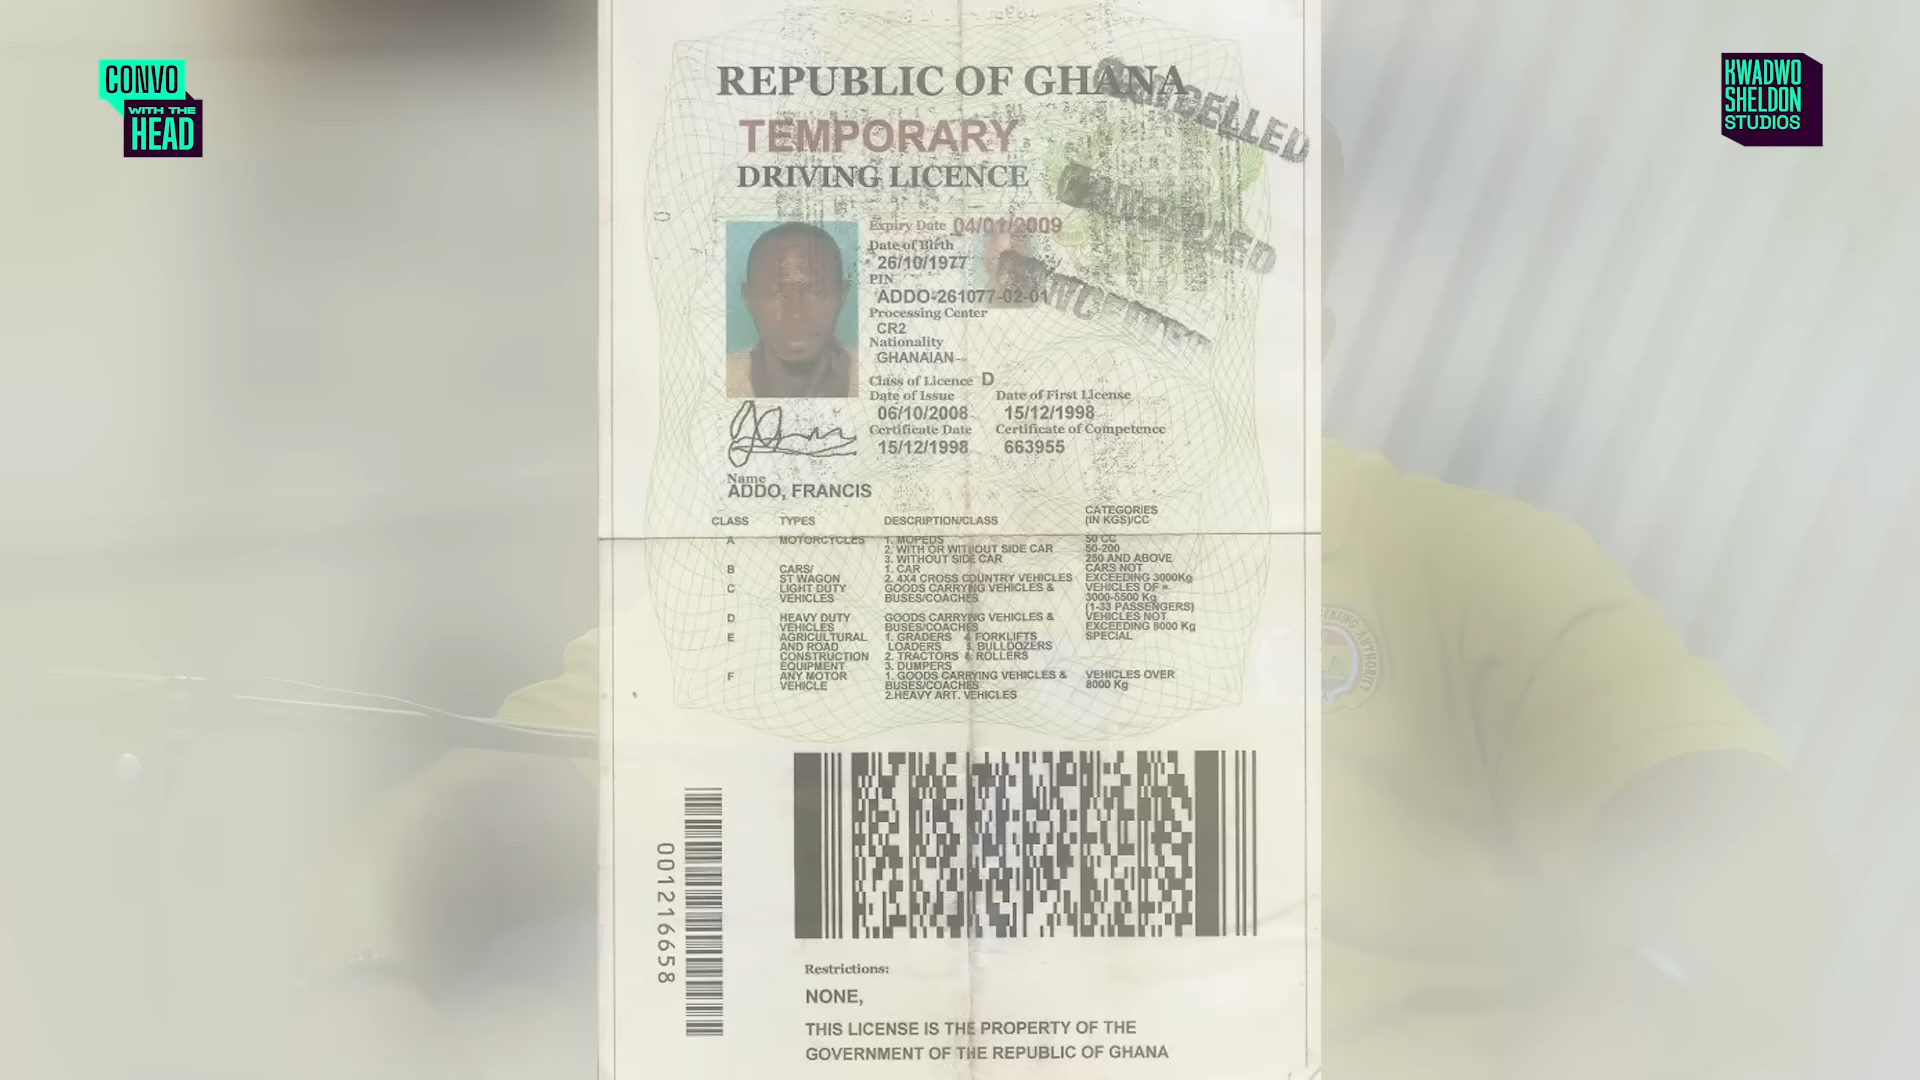 CONVO
WITH THE
HEAD
KWADWO
SHELDON
STUDIOS
REPUBLIC OF GHANA
TEMPORARY
DRIVING LICENCE
CANCELLED
CANCELLED
Expiry Date 04/01/2009
Date of Birth
26/10/1977
PIN
ADDO-261077-02-01
Processing Center
CR2
Nationality
GHANAIAN
Class of Licence D
Date of Issue Date of First License
06/10/2008 15/12/1998
Certificate Date Certificate of Competence
15/12/1998 663955
Name
ADDO, FRANCIS
CLASS TYPES DESCRIPTION/CLASS CATEGORIES (IN KGS)/CC
A MOTORCYCLES 1. MOPEDS 50 CC
2. WITH OR WITHOUT SIDE CAR 50-200
3. WITHOUT SIDE CAR 250 AND ABOVE
B CARS/ 1. CAR CARS NOT
ST WAGON 2. 4X4 CROSS COUNTRY VEHICLES EXCEEDING 3000Kg
C LIGHT DUTY GOODS CARRYING VEHICLES & VEHICLES OF =
VEHICLES BUSES/COACHES 3000-5500 Kg
(1-33 PASSENGERS)
D HEAVY DUTY GOODS CARRYING VEHICLES & VEHICLES NOT
VEHICLES BUSES/COACHES EXCEEDING 8000 Kg
E AGRICULTURAL 1. GRADERS 4. FORKLIFTS SPECIAL
AND ROAD LOADERS 5. BULLDOZERS
CONSTRUCTION 2. TRACTORS 6. ROLLERS
EQUIPMENT 3. DUMPERS
F ANY MOTOR 1. GOODS CARRYING VEHICLES & VEHICLES OVER
VEHICLE BUSES/COACHES 8000 Kg
2.HEAVY ART. VEHICLES
001216658
Restrictions:
NONE,
THIS LICENSE IS THE PROPERTY OF THE
GOVERNMENT OF THE REPUBLIC OF GHANA
AUTHORITY